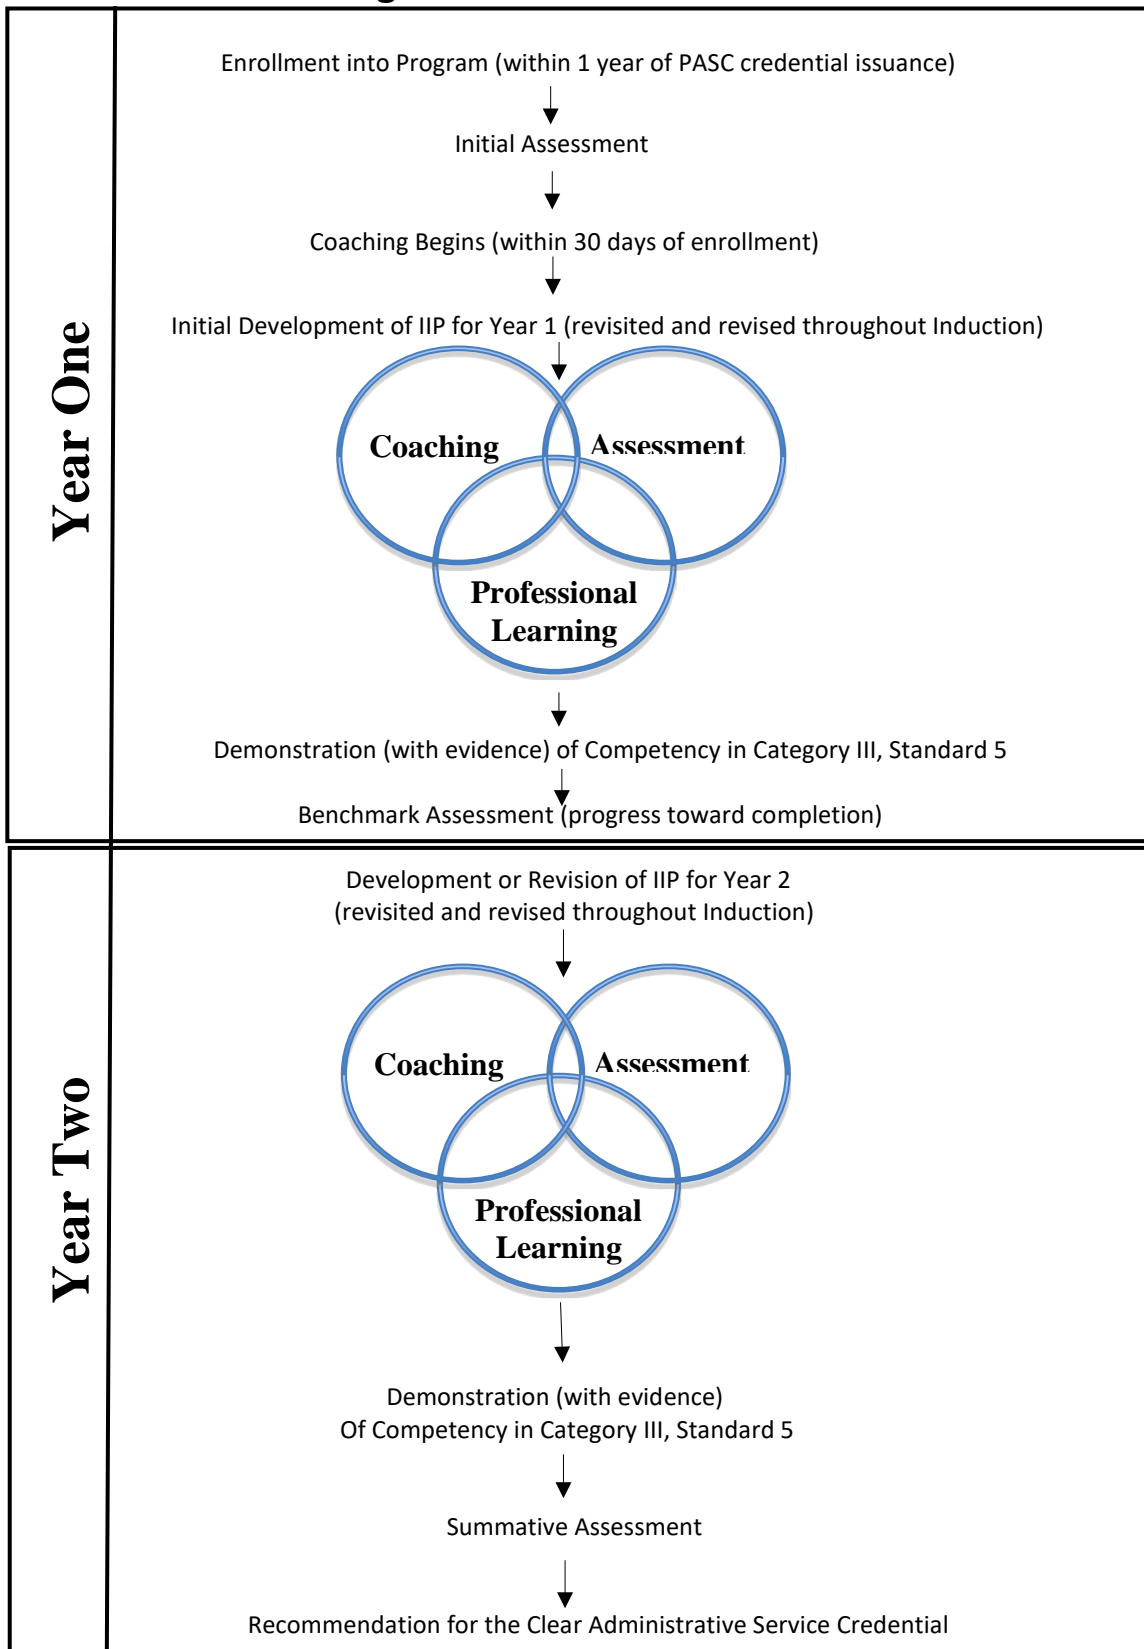 Enrollment into Program (within 1 year of PASC credential issuance)
Initial Assessment
Coaching Begins (within 30 days of enrollment)
Initial Development of IIP for Year 1 (revisited and revised throughout Induction)
Year One
Coaching
Assessment
Professional
Learning
Demonstration (with evidence) of Competency in Category III, Standard 5
Benchmark Assessment (progress toward completion)
Development or Revision of IIP for Year 2
(revisited and revised throughout Induction)
Year Two
Coaching
Assessment
Professional
Learning
Demonstration (with evidence)
Of Competency in Category III, Standard 5
Summative Assessment
Recommendation for the Clear Administrative Service Credential